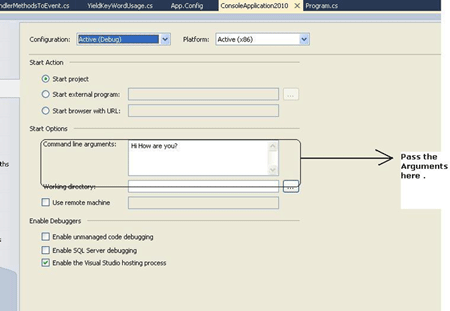 ndlerMethodsToEvent.cs YieldKeyWordUsage.cs App.Config ConsoleApplication2010 Program.cs
Configuration: Active (Debug) Platform: Active (x86)
Start Action
Start project
Start external program: ...
Start browser with URL:
Start Options
Command line arguments: Hi How are you?
Pass the
Arguments
here .
ths
Working directory: ...
Use remote machine
Enable Debuggers
Enable unmanaged code debugging
s
Enable SQL Server debugging
Enable the Visual Studio hosting process